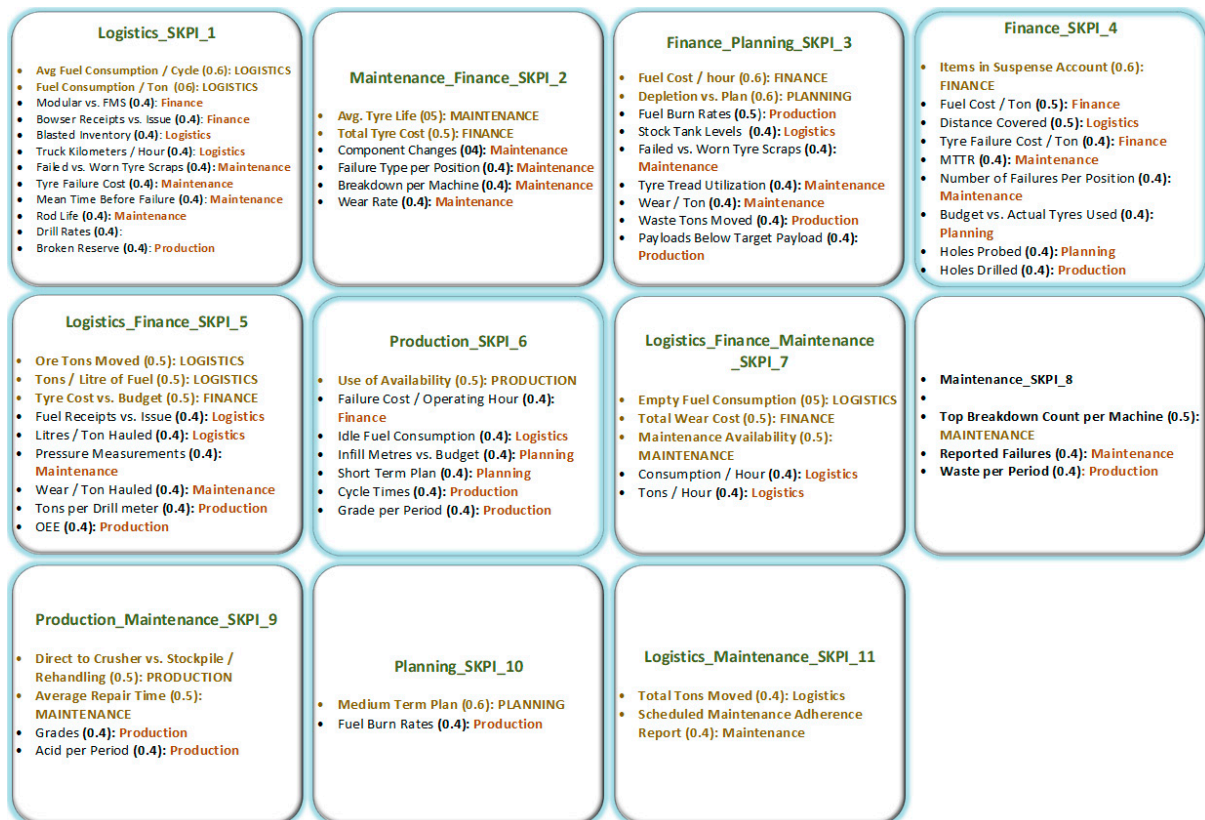 Logistics_SKPI_1
• Avg Fuel Consumption / Cycle (0.6): LOGISTICS
• Fuel Consumption / Ton (06): LOGISTICS
• Modular vs. FMS (0.4): Finance
• Bowser Receipts vs. Issue (0.4): Finance
• Blasted Inventory (0.4): Logistics
• Truck Kilometers / Hour (0.4): Logistics
• Failed vs. Worn Tyre Scraps (0.4): Maintenance
• Tyre Failure Cost (0.4): Maintenance
• Mean Time Before Failure (0.4): Maintenance
• Rod Life (0.4): Maintenance
• Drill Rates (0.4):
• Broken Reserve (0.4): Production
Maintenance_Finance_SKPI_2
• Avg. Tyre Life (05): MAINTENANCE
• Total Tyre Cost (0.5): FINANCE
• Component Changes (04): Maintenance
• Failure Type per Position (0.4): Maintenance
• Breakdown per Machine (0.4): Maintenance
• Wear Rate (0.4): Maintenance
Finance_Planning_SKPI_3
• Fuel Cost / hour (0.6): FINANCE
• Depletion vs. Plan (0.6): PLANNING
• Fuel Burn Rates (0.5): Production
• Stock Tank Levels (0.4): Logistics
• Failed vs. Worn Tyre Scraps (0.4):
Maintenance
• Tyre Tread Utilization (0.4): Maintenance
• Wear / Ton (0.4): Maintenance
• Waste Tons Moved (0.4): Production
• Payloads Below Target Payload (0.4):
Production
Finance_SKPI_4
• Items in Suspense Account (0.6):
FINANCE
• Fuel Cost / Ton (0.5): Finance
• Distance Covered (0.5): Logistics
• Tyre Failure Cost / Ton (0.4): Finance
• MTTR (0.4): Maintenance
• Number of Failures Per Position (0.4):
Maintenance
• Budget vs. Actual Tyres Used (0.4):
Planning
• Holes Probed (0.4): Planning
• Holes Drilled (0.4): Production
Logistics_Finance_SKPI_5
• Ore Tons Moved (0.5): LOGISTICS
• Tons / Litre of Fuel (0.5): LOGISTICS
• Tyre Cost vs. Budget (0.5): FINANCE
• Fuel Receipts vs. Issue (0.4): Logistics
• Litres / Ton Hauled (0.4): Logistics
• Pressure Measurements (0.4):
Maintenance
• Wear / Ton Hauled (0.4): Maintenance
• Tons per Drill meter (0.4): Production
• OEE (0.4): Production
Production_SKPI_6
• Use of Availability (0.5): PRODUCTION
• Failure Cost / Operating Hour (0.4):
Finance
• Idle Fuel Consumption (0.4): Logistics
• Infill Metres vs. Budget (0.4): Planning
• Short Term Plan (0.4): Planning
• Cycle Times (0.4): Production
• Grade per Period (0.4): Production
Logistics_Finance_Maintenance
_SKPI_7
• Empty Fuel Consumption (05): LOGISTICS
• Total Wear Cost (0.5): FINANCE
• Maintenance Availability (0.5):
MAINTENANCE
• Consumption / Hour (0.4): Logistics
• Tons / Hour (0.4): Logistics
• Maintenance_SKPI_8
•
• Top Breakdown Count per Machine (0.5):
MAINTENANCE
• Reported Failures (0.4): Maintenance
• Waste per Period (0.4): Production
Production_Maintenance_SKPI_9
• Direct to Crusher vs. Stockpile /
Rehandling (0.5): PRODUCTION
• Average Repair Time (0.5):
MAINTENANCE
• Grades (0.4): Production
• Acid per Period (0.4): Production
Planning_SKPI_10
• Medium Term Plan (0.6): PLANNING
• Fuel Burn Rates (0.4): Production
Logistics_Maintenance_SKPI_11
• Total Tons Moved (0.4): Logistics
• Scheduled Maintenance Adherence
Report (0.4): Maintenance